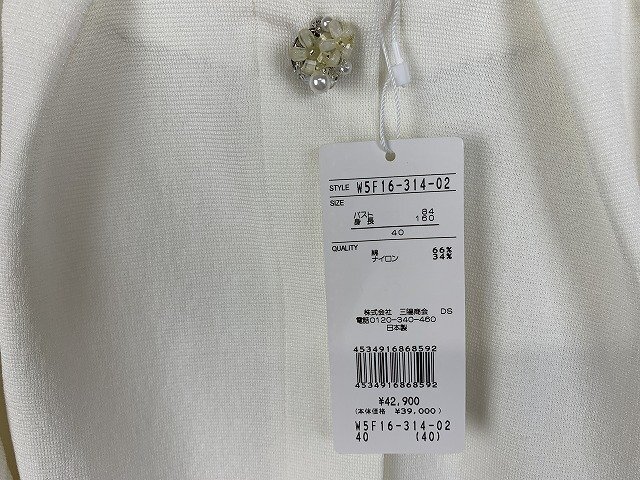 STYLE W5F16-314-02
SIZE
バスト 84
身長 160
40
QUALITY
綿 66%
ナイロン 34%
株式会社 三陽商会 DS
電話0120-340-460
日本製
4534916868592
4534916868592
¥42,900
(本体価格 ¥39,000)
W5F16-314-02
40 (40)